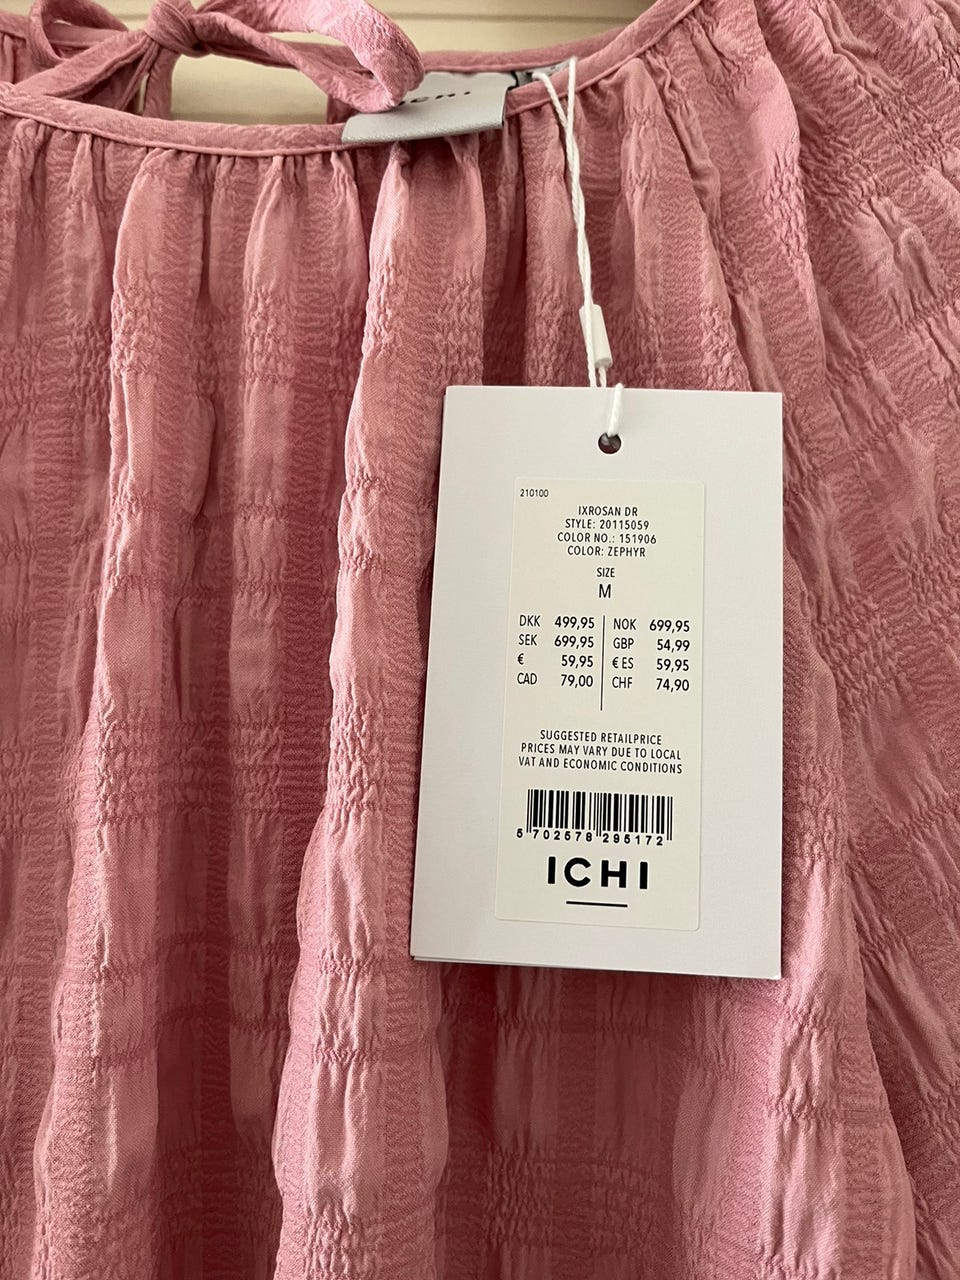 ICHI
210100
IXROSAN DR
STYLE: 20115059
COLOR NO.: 151906
COLOR: ZEPHYR
SIZE
M
DKK 499,95 NOK 699,95
SEK 699,95 GBP 54,99
€ 59,95 € ES 59,95
CAD 79,00 CHF 74,90
SUGGESTED RETAILPRICE
PRICES MAY VARY DUE TO LOCAL
VAT AND ECONOMIC CONDITIONS
5 702578 295172
ICHI